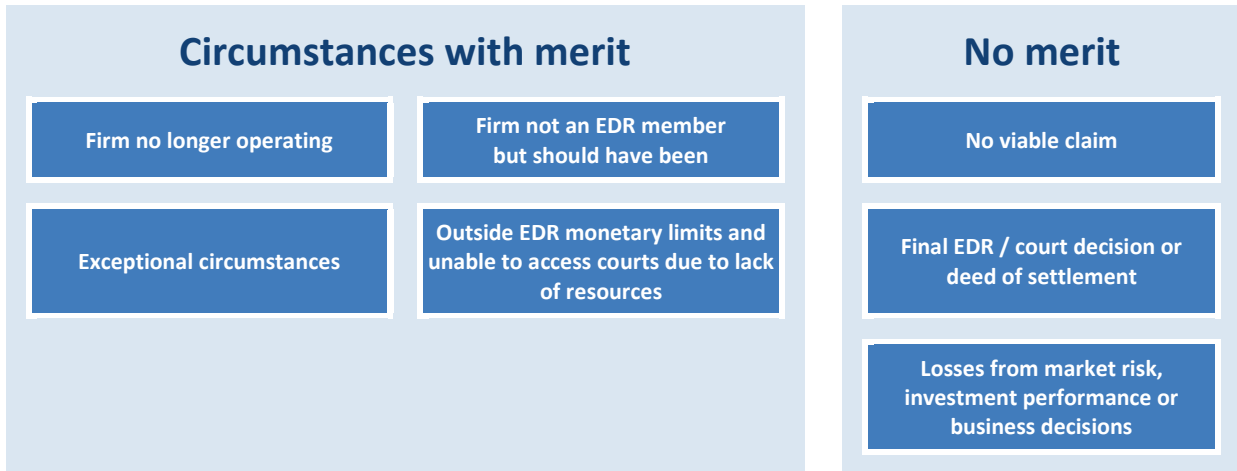 Circumstances with merit
Firm no longer operating
Firm not an EDR member
but should have been
Exceptional circumstances
Outside EDR monetary limits and
unable to access courts due to lack
of resources
No merit
No viable claim
Final EDR / court decision or
deed of settlement
Losses from market risk,
investment performance or
business decisions